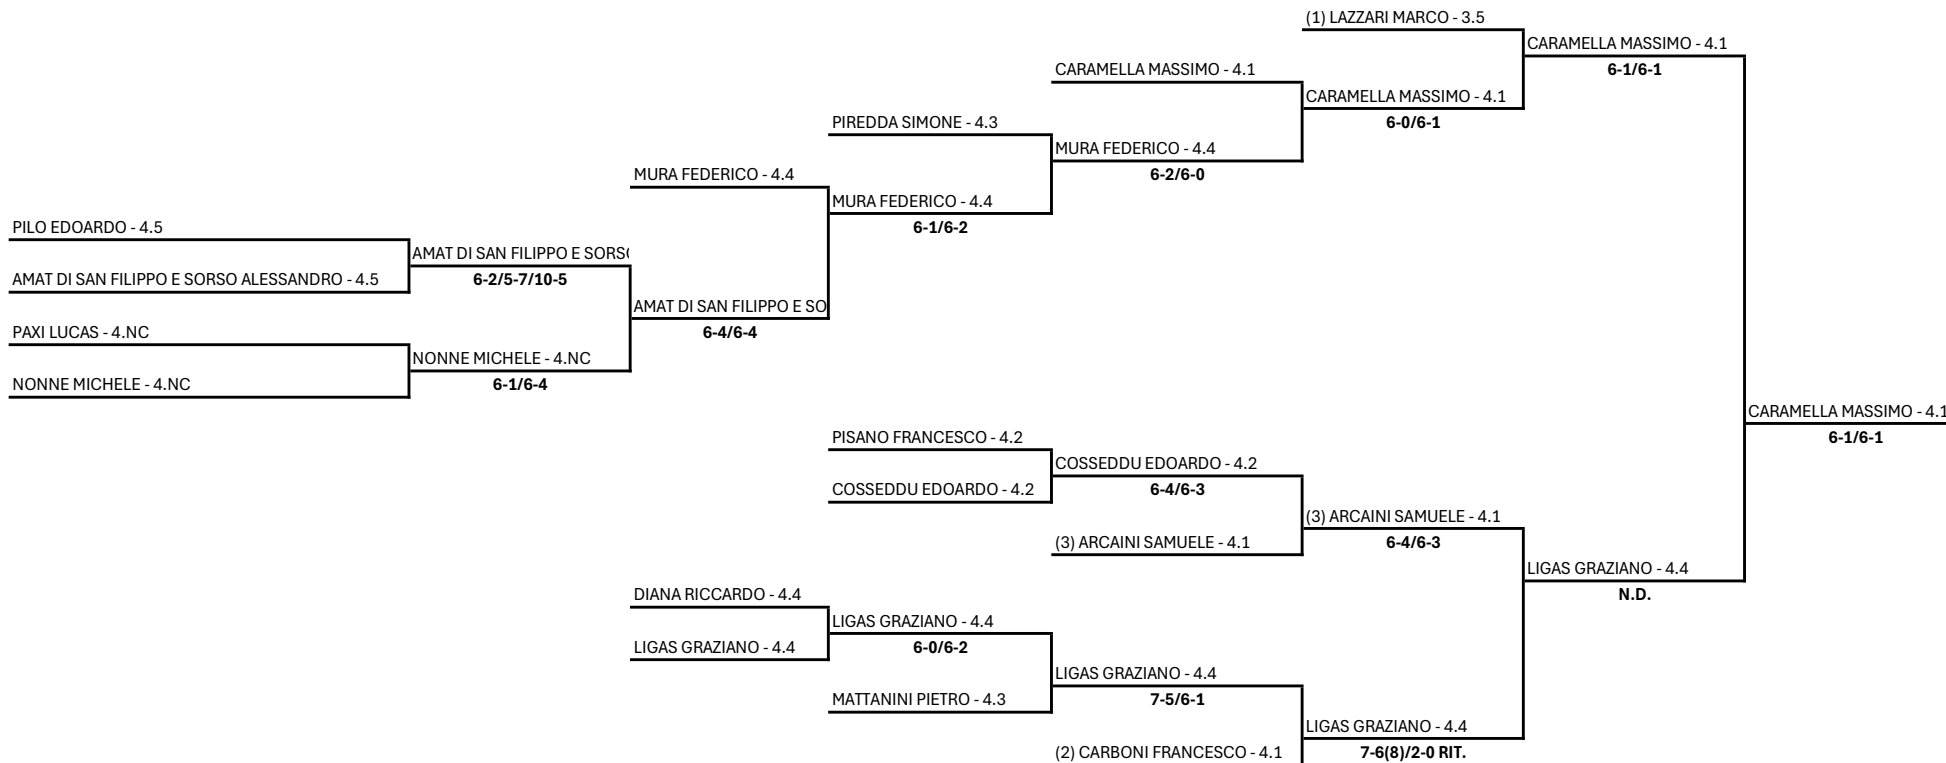 (1) LAZZARI MARCO - 3.5
CARAMELLA MASSIMO - 4.1
6-1/6-1
CARAMELLA MASSIMO - 4.1
CARAMELLA MASSIMO - 4.1
6-0/6-1
PIREDDA SIMONE - 4.3
MURA FEDERICO - 4.4
6-2/6-0
MURA FEDERICO - 4.4
MURA FEDERICO - 4.4
6-1/6-2
PILO EDOARDO - 4.5
AMAT DI SAN FILIPPO E SORSO
6-2/5-7/10-5
AMAT DI SAN FILIPPO E SORSO ALESSANDRO - 4.5
AMAT DI SAN FILIPPO E SO
6-4/6-4
PAXI LUCAS - 4.NC
NONNE MICHELE - 4.NC
6-1/6-4
NONNE MICHELE - 4.NC
CARAMELLA MASSIMO - 4.1
6-1/6-1
PISANO FRANCESCO - 4.2
COSSEDDU EDOARDO - 4.2
6-4/6-3
COSSEDDU EDOARDO - 4.2
(3) ARCAINI SAMUELE - 4.1
6-4/6-3
(3) ARCAINI SAMUELE - 4.1
LIGAS GRAZIANO - 4.4
N.D.
DIANA RICCARDO - 4.4
LIGAS GRAZIANO - 4.4
6-0/6-2
LIGAS GRAZIANO - 4.4
LIGAS GRAZIANO - 4.4
7-5/6-1
MATTANINI PIETRO - 4.3
LIGAS GRAZIANO - 4.4
7-6(8)/2-0 RIT.
(2) CARBONI FRANCESCO - 4.1